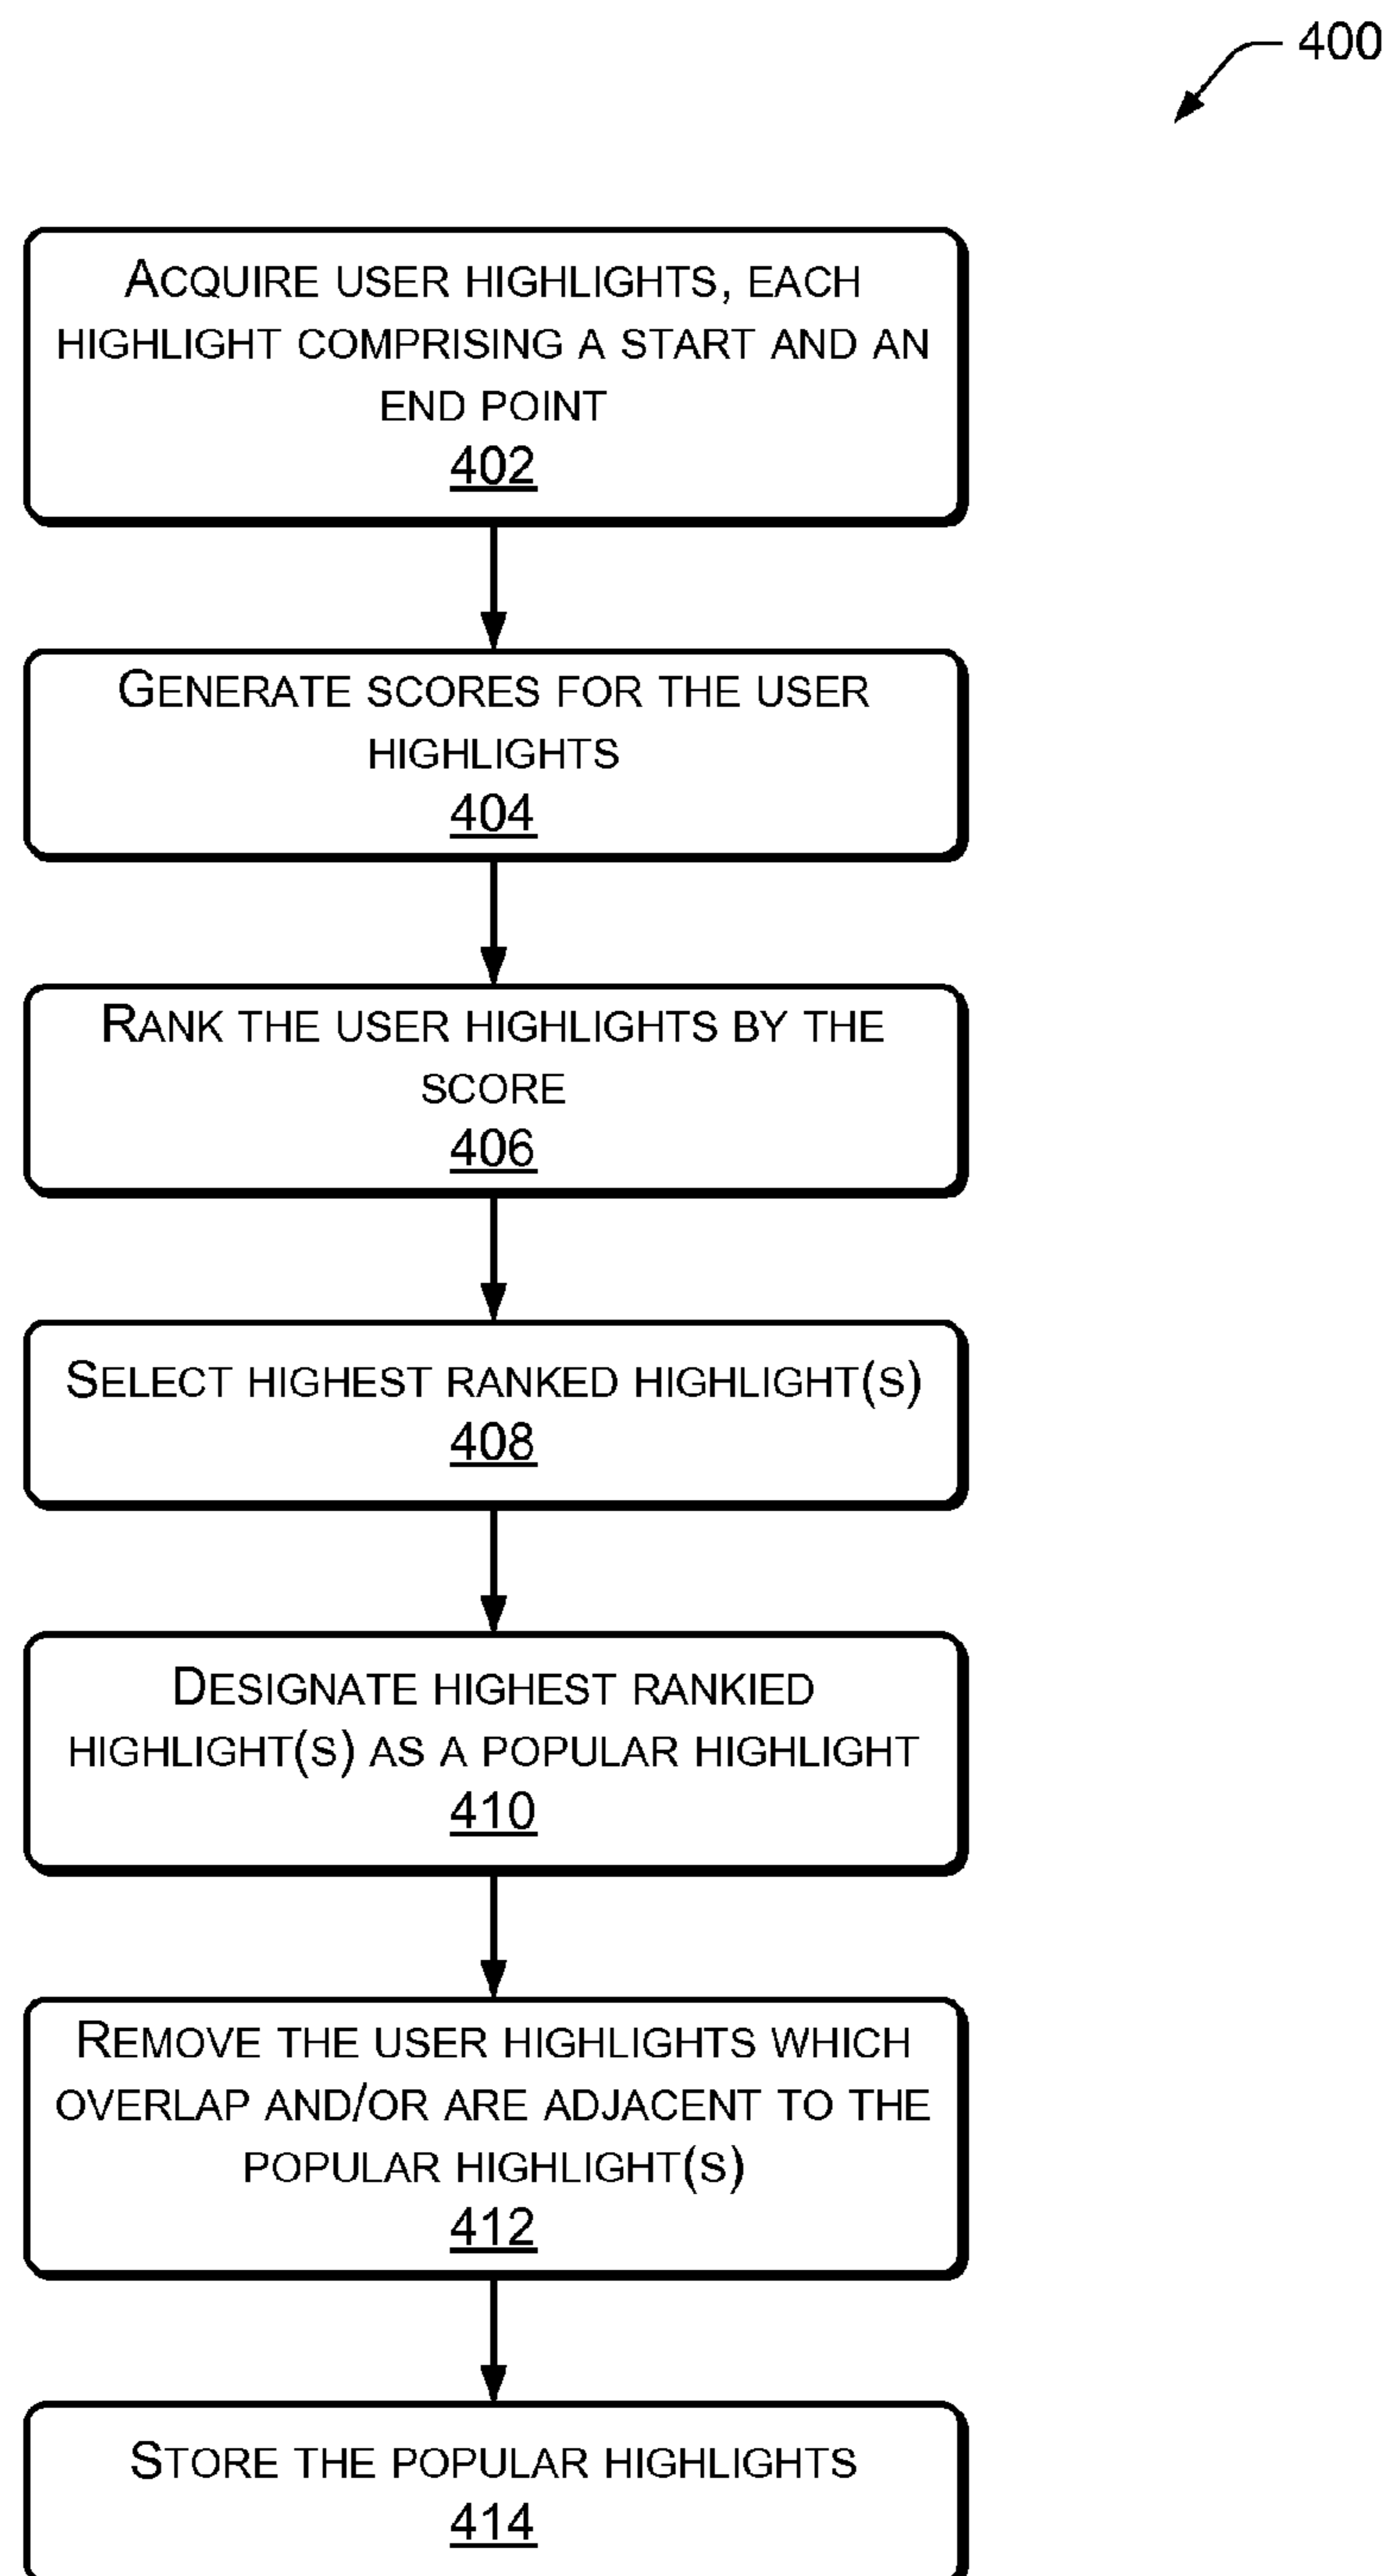 400
ACQUIRE USER HIGHLIGHTS, EACH
HIGHLIGHT COMPRISING A START AND AN
END POINT
402
GENERATE SCORES FOR THE USER
HIGHLIGHTS
404
RANK THE USER HIGHLIGHTS BY THE
SCORE
406
SELECT HIGHEST RANKED HIGHLIGHT(S)
408
DESIGNATE HIGHEST RANKIED
HIGHLIGHT(S) AS A POPULAR HIGHLIGHT
410
REMOVE THE USER HIGHLIGHTS WHICH
OVERLAP AND/OR ARE ADJACENT TO THE
POPULAR HIGHLIGHT(S)
412
STORE THE POPULAR HIGHLIGHTS
414